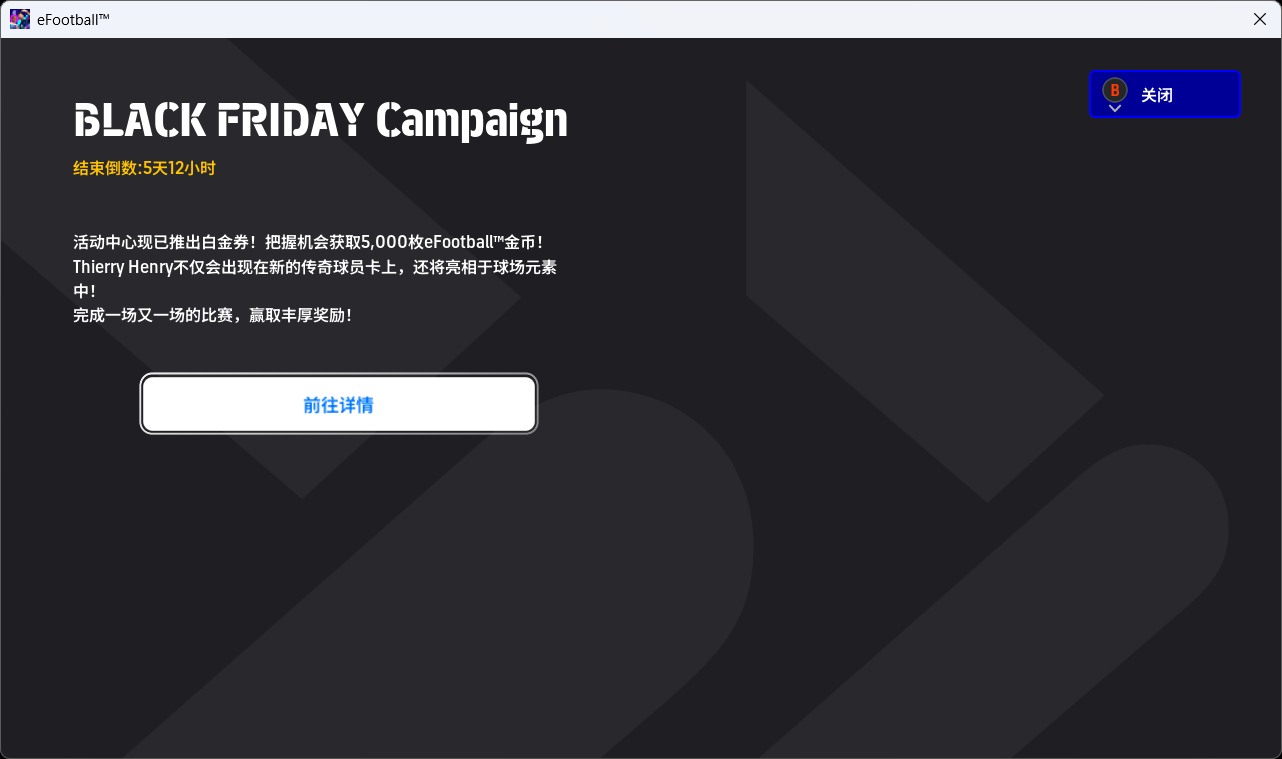 eFootball™
B 关闭
BLACK FRIDAY Campaign
结束倒数:5天12小时
活动中心现已推出白金券！把握机会获取5,000枚eFootball™金币！
Thierry Henry不仅会出现在新的传奇球员卡上，还将亮相于球场元素
中！
完成一场又一场的比赛，赢取丰厚奖励！
前往详情